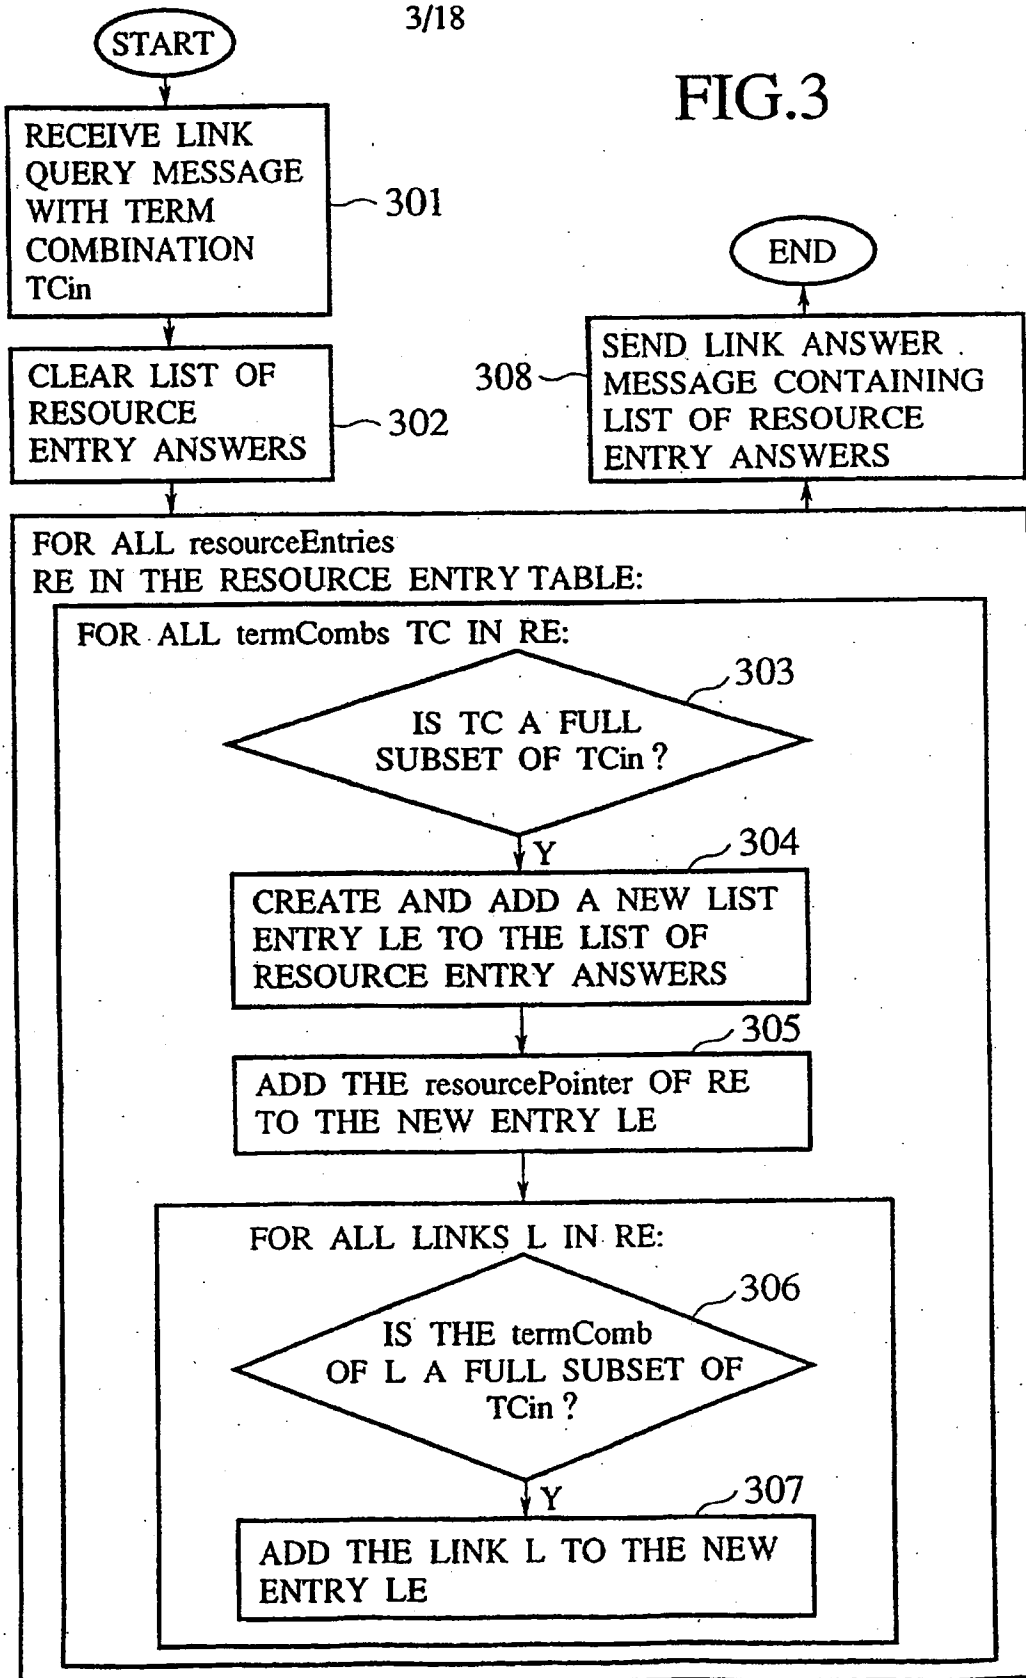 3/18
START
FIG.3
RECEIVE LINK
QUERY MESSAGE
WITH TERM
COMBINATION
TCin
301
END
CLEAR LIST OF
RESOURCE
ENTRY ANSWERS
302
308
SEND LINK ANSWER
MESSAGE CONTAINING
LIST OF RESOURCE
ENTRY ANSWERS
FOR ALL resourceEntries
RE IN THE RESOURCE ENTRY TABLE:
FOR ALL termCombs TC IN RE:
303
IS TC A FULL
SUBSET OF TCin ?
Y
304
CREATE AND ADD A NEW LIST
ENTRY LE TO THE LIST OF
RESOURCE ENTRY ANSWERS
305
ADD THE resourcePointer OF RE
TO THE NEW ENTRY LE
FOR ALL LINKS L IN RE:
306
IS THE termComb
OF L A FULL SUBSET OF
TCin ?
Y
307
ADD THE LINK L TO THE NEW
ENTRY LE